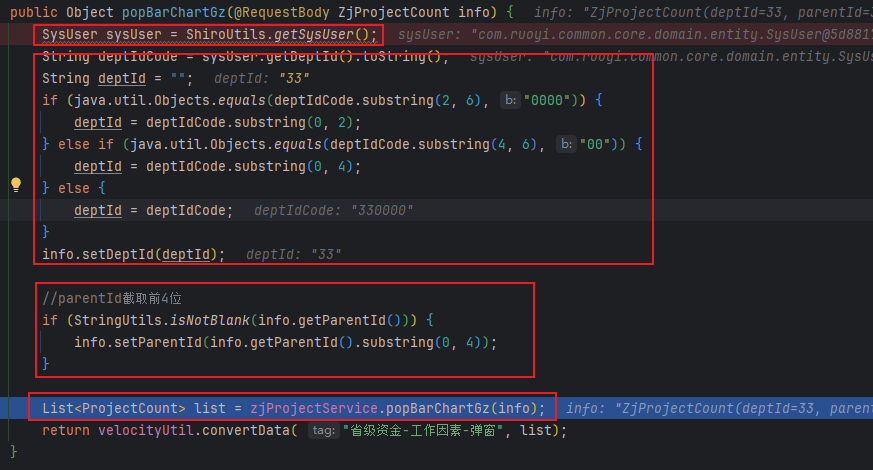 public Object popBarChartGz(@RequestBody ZjProjectCount info) {  info: "ZjProjectCount(deptId=33, parentId=3
SysUser sysUser = ShiroUtils.getSysUser();  sysUser: "com.ruoyi.common.core.domain.entity.SysUser@5d8817
String deptIdCode = sysUser.getDeptId().toString();  sysUser: "com.ruoyi.common.core.domain.entity.SysUs
String deptId = "";  deptId: "33"
if (java.util.Objects.equals(deptIdCode.substring(2, 6), b: "0000")) {
deptId = deptIdCode.substring(0, 2);
} else if (java.util.Objects.equals(deptIdCode.substring(4, 6), b: "00")) {
deptId = deptIdCode.substring(0, 4);
} else {
deptId = deptIdCode;  deptIdCode: "330000"
}
info.setDeptId(deptId);  deptId: "33"
//parentId截取前4位
if (StringUtils.isNotBlank(info.getParentId())) {
info.setParentId(info.getParentId().substring(0, 4));
}
List<ProjectCount> list = zjProjectService.popBarChartGz(info);  info: "ZjProjectCount(deptId=33, paren
return velocityUtil.convertData( tag: "省级资金-工作因素-弹窗", list);
}